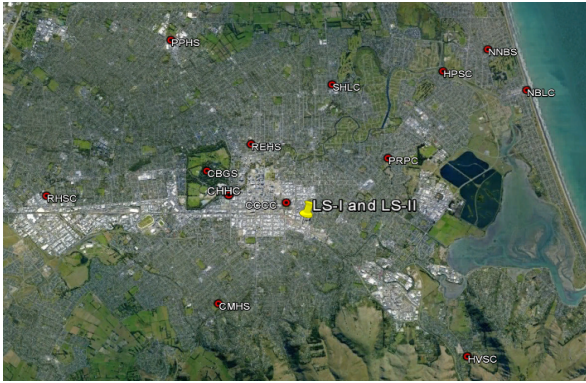 PPHS
NNBS
HPSC
SHLC
NBLC
REHS
PRPC
CBGS
CHHC
RHSC
CCCC
LS-I and LS-II
CMHS
HVSC